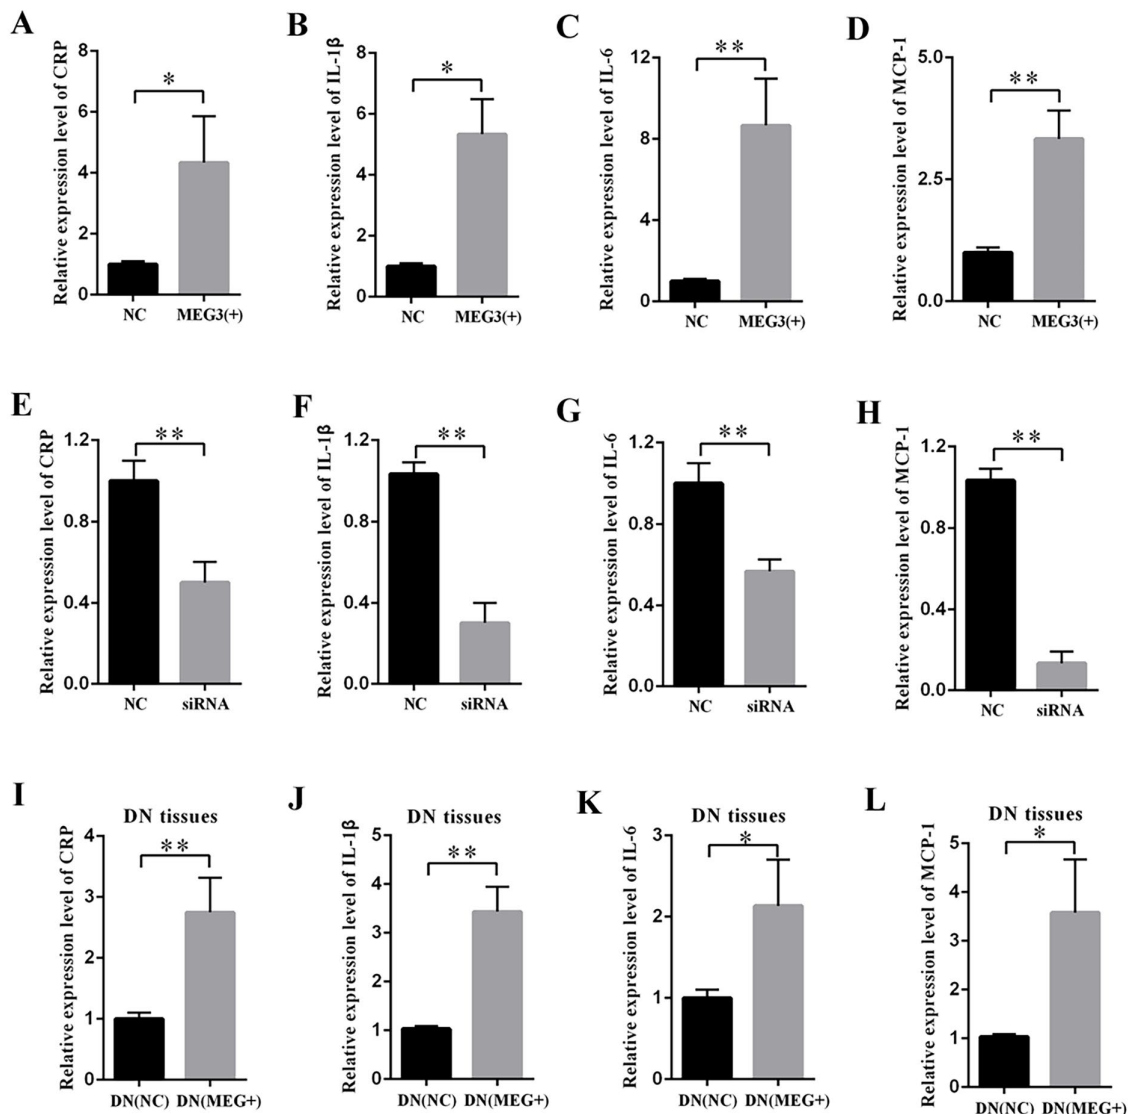 A
Relative expression level of CRP
8
6
4
2
0
*
NC
MEG3(+)
B
Relative expression level of IL-1β
8
6
4
2
0
*
NC
MEG3(+)
C
Relative expression level of IL-6
12
8
4
0
**
NC
MEG3(+)
D
Relative expression level of MCP-1
5.0
2.5
0.0
**
NC
MEG3(+)
E
Relative expression level of CRP
1.2
0.8
0.4
0.0
**
NC
siRNA
F
Relative expression level of IL-1β
1.2
0.8
0.4
0.0
**
NC
siRNA
G
Relative expression level of IL-6
1.2
0.8
0.4
0.0
**
NC
siRNA
H
Relative expression level of MCP-1
1.2
0.8
0.4
0.0
**
NC
siRNA
I
DN tissues
Relative expression level of CRP
4
3
2
1
0
**
DN(NC)
DN(MEG+)
J
DN tissues
Relative expression level of IL-1β
5
4
3
2
1
0
**
DN(NC)
DN(MEG+)
K
DN tissues
Relative expression level of IL-6
3
2
1
0
*
DN(NC)
DN(MEG+)
L
DN tissues
Relative expression level of MCP-1
5
4
3
2
1
0
*
DN(NC)
DN(MEG+)